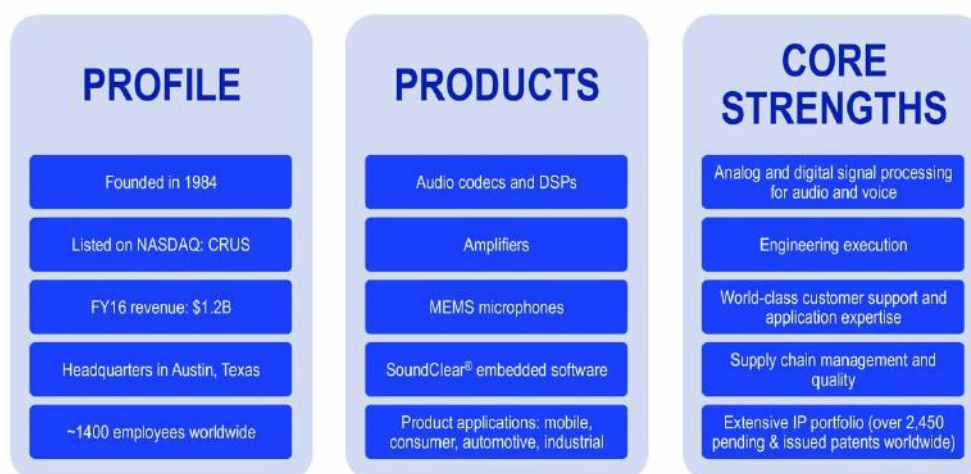 PROFILE
Founded in 1984
Listed on NASDAQ: CRUS
FY16 revenue: $1.2B
Headquarters in Austin, Texas
~1400 employees worldwide
PRODUCTS
Audio codecs and DSPs
Amplifiers
MEMS microphones
SoundClear® embedded software
Product applications: mobile,
consumer, automotive, industrial
CORE
STRENGTHS
Analog and digital signal processing
for audio and voice
Engineering execution
World-class customer support and
application expertise
Supply chain management and
quality
Extensive IP portfolio (over 2,450
pending & issued patents worldwide)